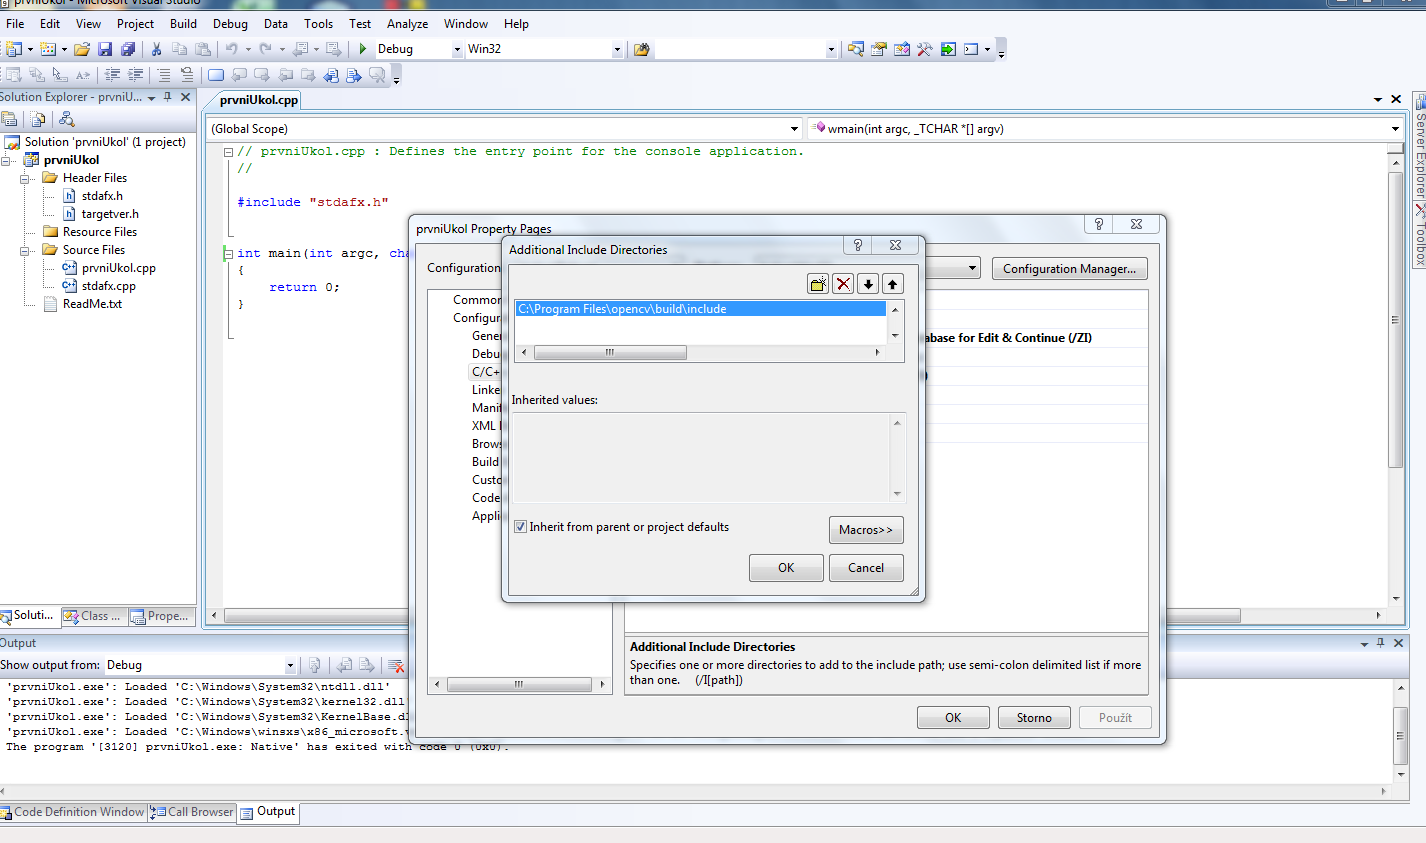 prvniUkol - Microsoft Visual Studio
File Edit View Project Build Debug Data Tools Test Analyze Window Help
Debug Win32
Solution Explorer - prvniU...
Solution 'prvniUkol' (1 project)
prvniUkol
Header Files
stdafx.h
targetver.h
Resource Files
Source Files
prvniUkol.cpp
stdafx.cpp
ReadMe.txt
Soluti... Class ... Prope...
prvniUkol.cpp
(Global Scope) wmain(int argc, _TCHAR *[] argv)
// prvniUkol.cpp : Defines the entry point for the console application.
//
#include "stdafx.h"
int main(int argc, cha
{
return 0;
}
Server Explorer
Toolbox
prvniUkol Property Pages
Configuration
Configuration Manager...
Common
Configur
Gener
Debu
C/C+
Linke
Manif
XML
Brows
Build
Custo
Code
Appli
abase for Edit & Continue (/ZI)
)
Additional Include Directories
C:\Program Files\opencv\build\include
Inherited values:
Inherit from parent or project defaults
Macros>>
OK Cancel
Additional Include Directories
Specifies one or more directories to add to the include path; use semi-colon delimited list if more
than one. (/I[path])
OK Storno Použít
Output
Show output from: Debug
'prvniUkol.exe': Loaded 'C:\Windows\System32\ntdll.dll'
'prvniUkol.exe': Loaded 'C:\Windows\System32\kernel32.dll'
'prvniUkol.exe': Loaded 'C:\Windows\System32\KernelBase.dl
'prvniUkol.exe': Loaded 'C:\Windows\winsxs\x86_microsoft.v
The program '[3120] prvniUkol.exe: Native' has exited with code 0 (0x0).
Code Definition Window Call Browser Output